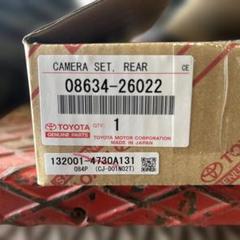 CAMERA SET, REAR CE
08634-26022
TOYOTA
GENUINE PARTS
QTY 1
TOYOTA MOTOR CORPORATION
MADE IN JAPAN
132001-4730A131
084P (CJ-001N02T)